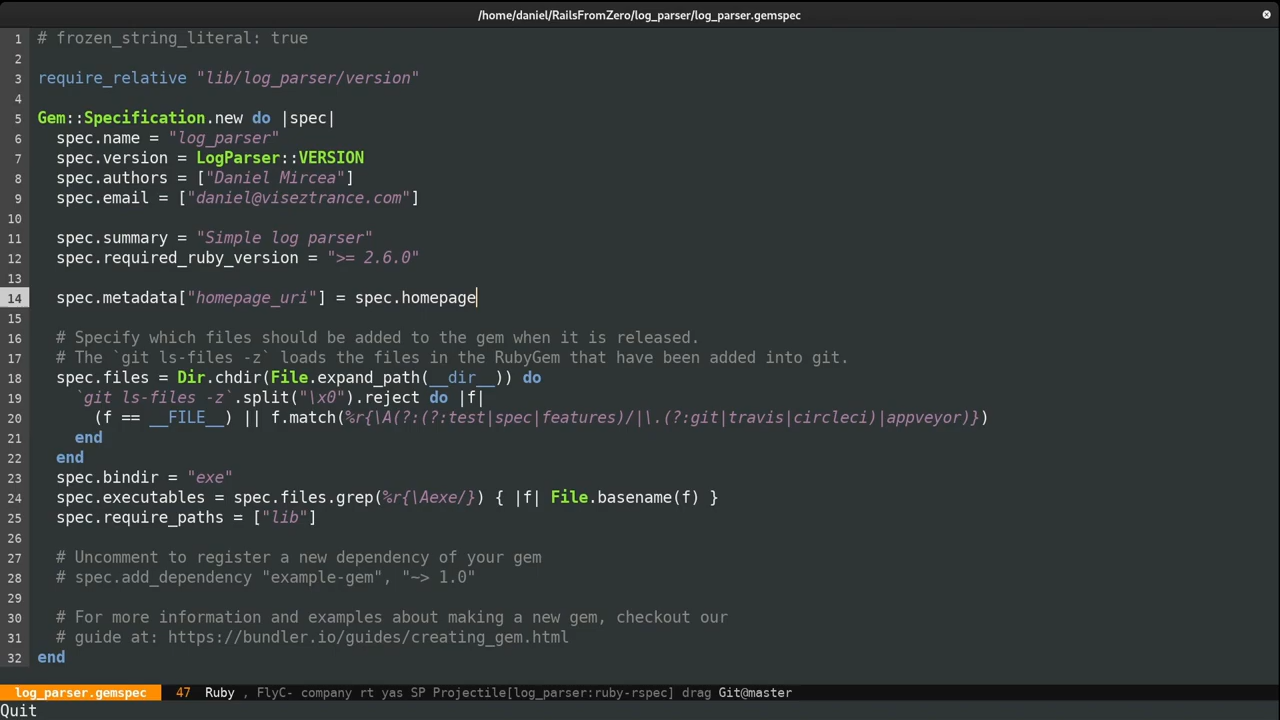 /home/daniel/RailsFromZero/log_parser/log_parser.gemspec
1 # frozen_string_literal: true
2
3 require_relative "lib/log_parser/version"
4
5 Gem::Specification.new do |spec|
6   spec.name = "log_parser"
7   spec.version = LogParser::VERSION
8   spec.authors = ["Daniel Mircea"]
9   spec.email = ["daniel@viseztrance.com"]
10
11   spec.summary = "Simple log parser"
12   spec.required_ruby_version = ">= 2.6.0"
13
14   spec.metadata["homepage_uri"] = spec.homepage
15
16   # Specify which files should be added to the gem when it is released.
17   # The `git ls-files -z` loads the files in the RubyGem that have been added into git.
18   spec.files = Dir.chdir(File.expand_path(__dir__)) do
19     `git ls-files -z`.split("\x0").reject do |f|
20       (f == __FILE__) || f.match(%r{\A(?:(?:test|spec|features)/|\.(?:git|travis|circleci)|appveyor)})
21     end
22   end
23   spec.bindir = "exe"
24   spec.executables = spec.files.grep(%r{\Aexe/}) { |f| File.basename(f) }
25   spec.require_paths = ["lib"]
26
27   # Uncomment to register a new dependency of your gem
28   # spec.add_dependency "example-gem", "~> 1.0"
29
30   # For more information and examples about making a new gem, checkout our
31   # guide at: https://bundler.io/guides/creating_gem.html
32 end
log_parser.gemspec 47 Ruby , FlyC- company rt yas SP Projectile[log_parser:ruby-rspec] drag Git@master
Quit